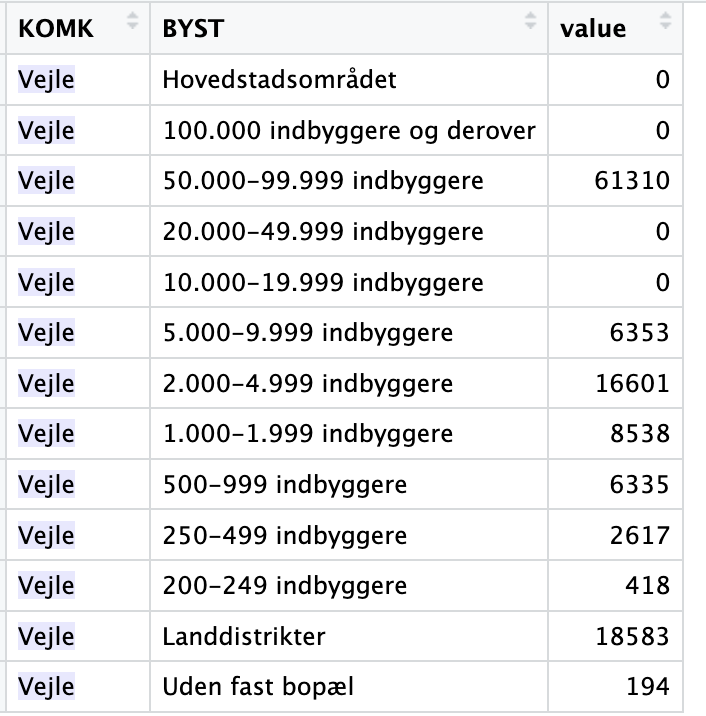 KOMK BYST value
Vejle Hovedstadsområdet 0
Vejle 100.000 indbyggere og derover 0
Vejle 50.000-99.999 indbyggere 61310
Vejle 20.000-49.999 indbyggere 0
Vejle 10.000-19.999 indbyggere 0
Vejle 5.000-9.999 indbyggere 6353
Vejle 2.000-4.999 indbyggere 16601
Vejle 1.000-1.999 indbyggere 8538
Vejle 500-999 indbyggere 6335
Vejle 250-499 indbyggere 2617
Vejle 200-249 indbyggere 418
Vejle Landdistrikter 18583
Vejle Uden fast bopæl 194